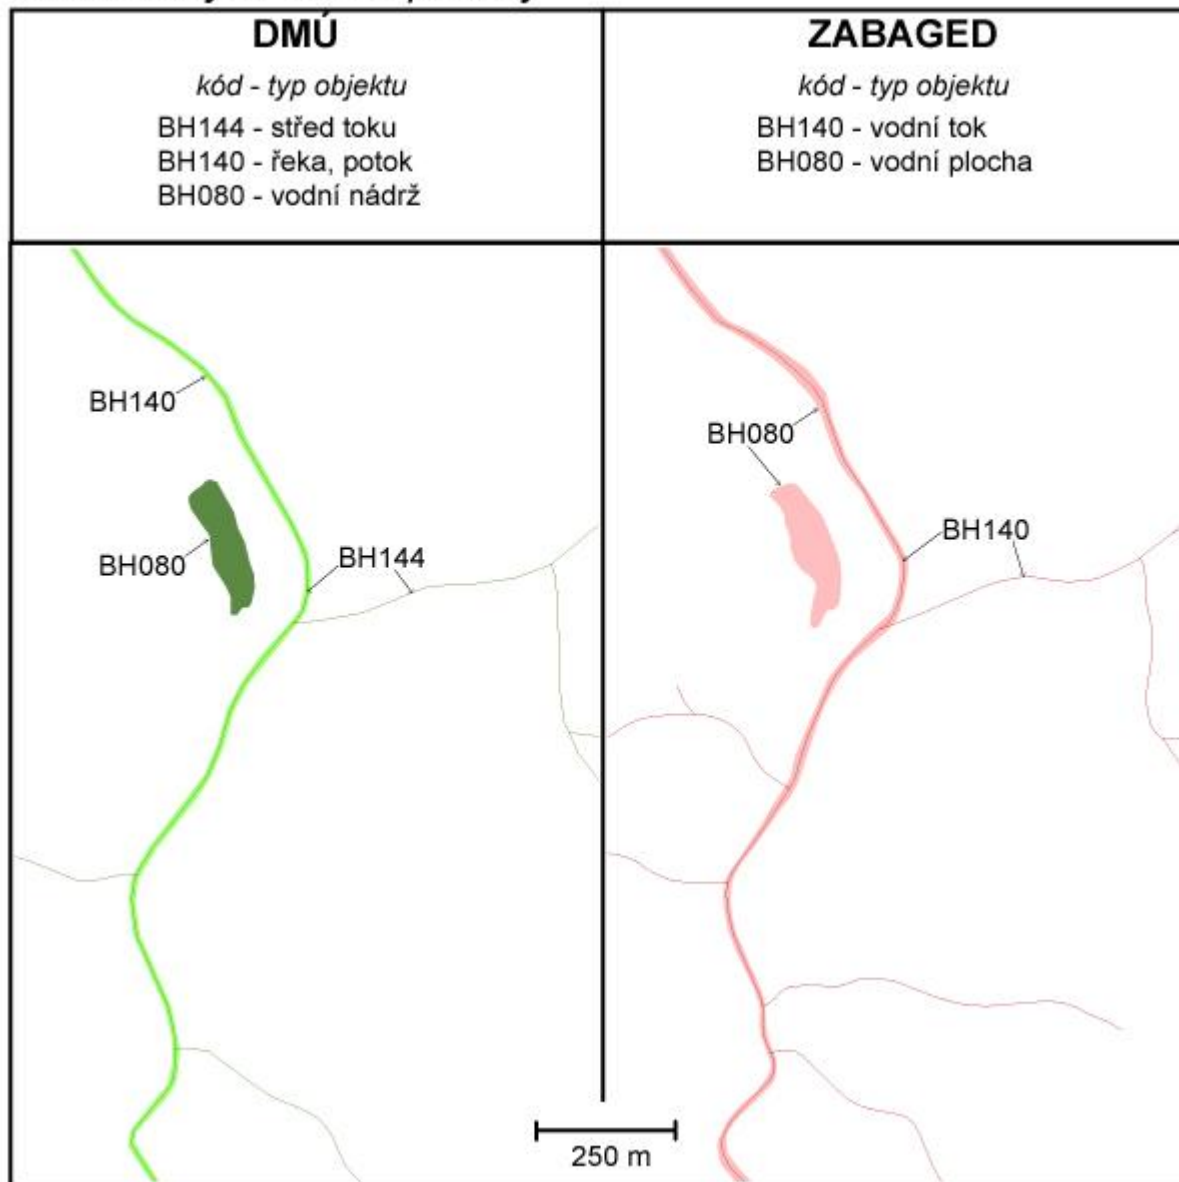 DMÚ
kód - typ objektu
BH144 - střed toku
BH140 - řeka, potok
BH080 - vodní nádrž
ZABAGED
kód - typ objektu
BH140 - vodní tok
BH080 - vodní plocha
BH140
BH080
BH144
BH080
BH140
250 m